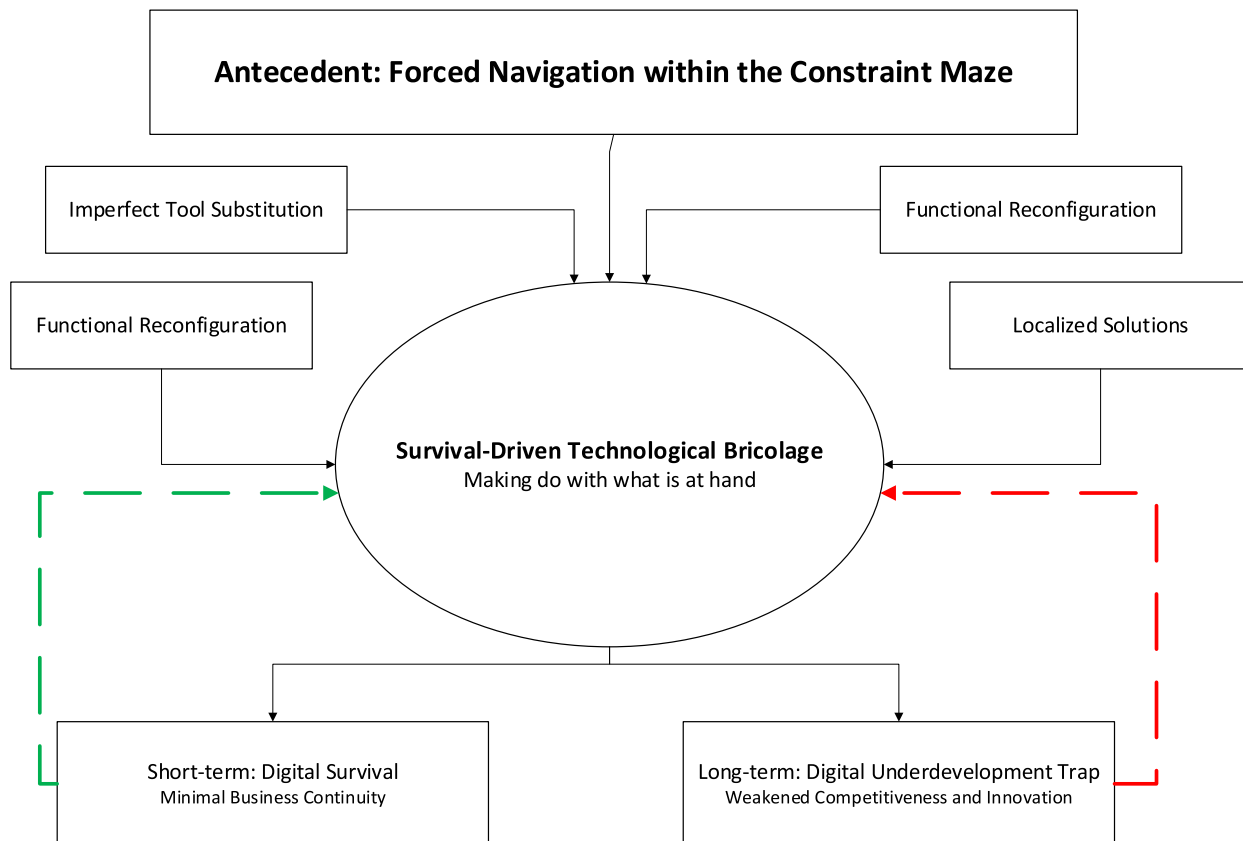 Antecedent: Forced Navigation within the Constraint Maze
Imperfect Tool Substitution
Functional Reconfiguration
Functional Reconfiguration
Localized Solutions
Survival-Driven Technological Bricolage
Making do with what is at hand
Short-term: Digital Survival
Minimal Business Continuity
Long-term: Digital Underdevelopment Trap
Weakened Competitiveness and Innovation